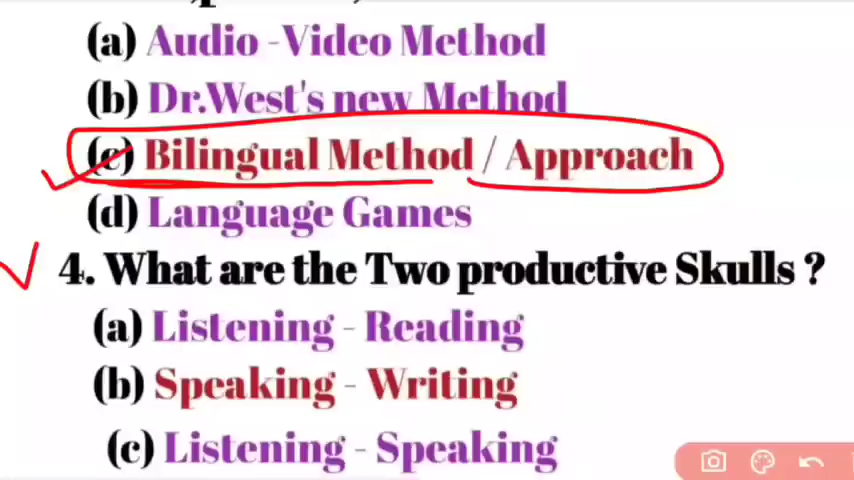 (a) Audio -Video Method
(b) Dr.West's new Method
(c) Bilingual Method / Approach
(d) Language Games
4. What are the Two productive Skulls ?
(a) Listening - Reading
(b) Speaking - Writing
(c) Listening - Speaking